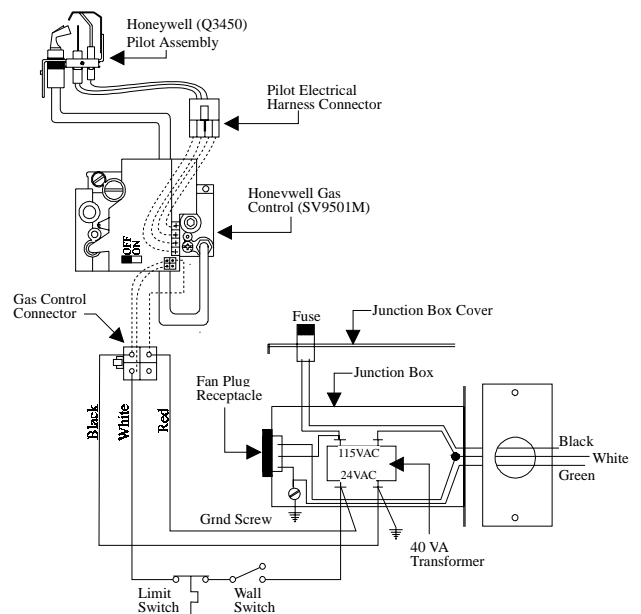 Honeywell (Q3450)
Pilot Assembly
Pilot Electrical
Harness Connector
Honeywell Gas
Control (SV9501M)
OFF
ON
Gas Control
Connector
Fuse
Junction Box Cover
Fan Plug
Receptacle
Junction Box
Black
White
Red
115VAC
24VAC
Black
White
Green
Grnd Screw
40 VA
Transformer
Limit
Switch
Wall
Switch